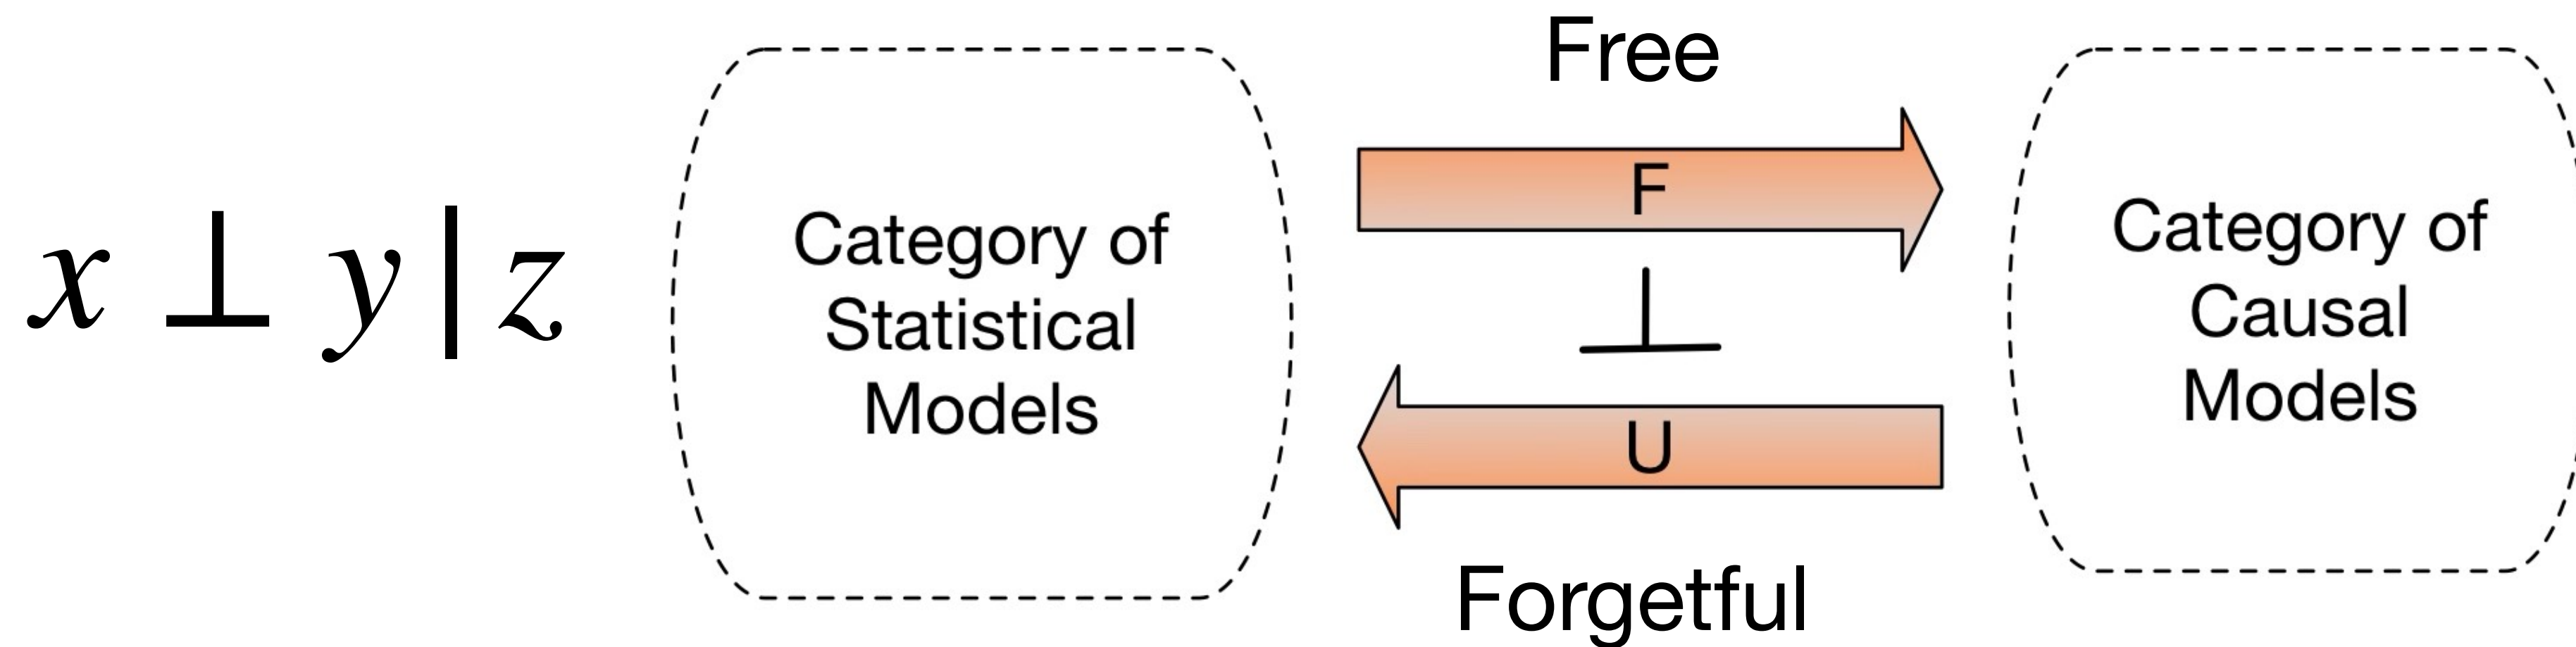 x ⊥ y | z
Category of
Statistical
Models
Free
F
⊥
U
Forgetful
Category of
Causal
Models